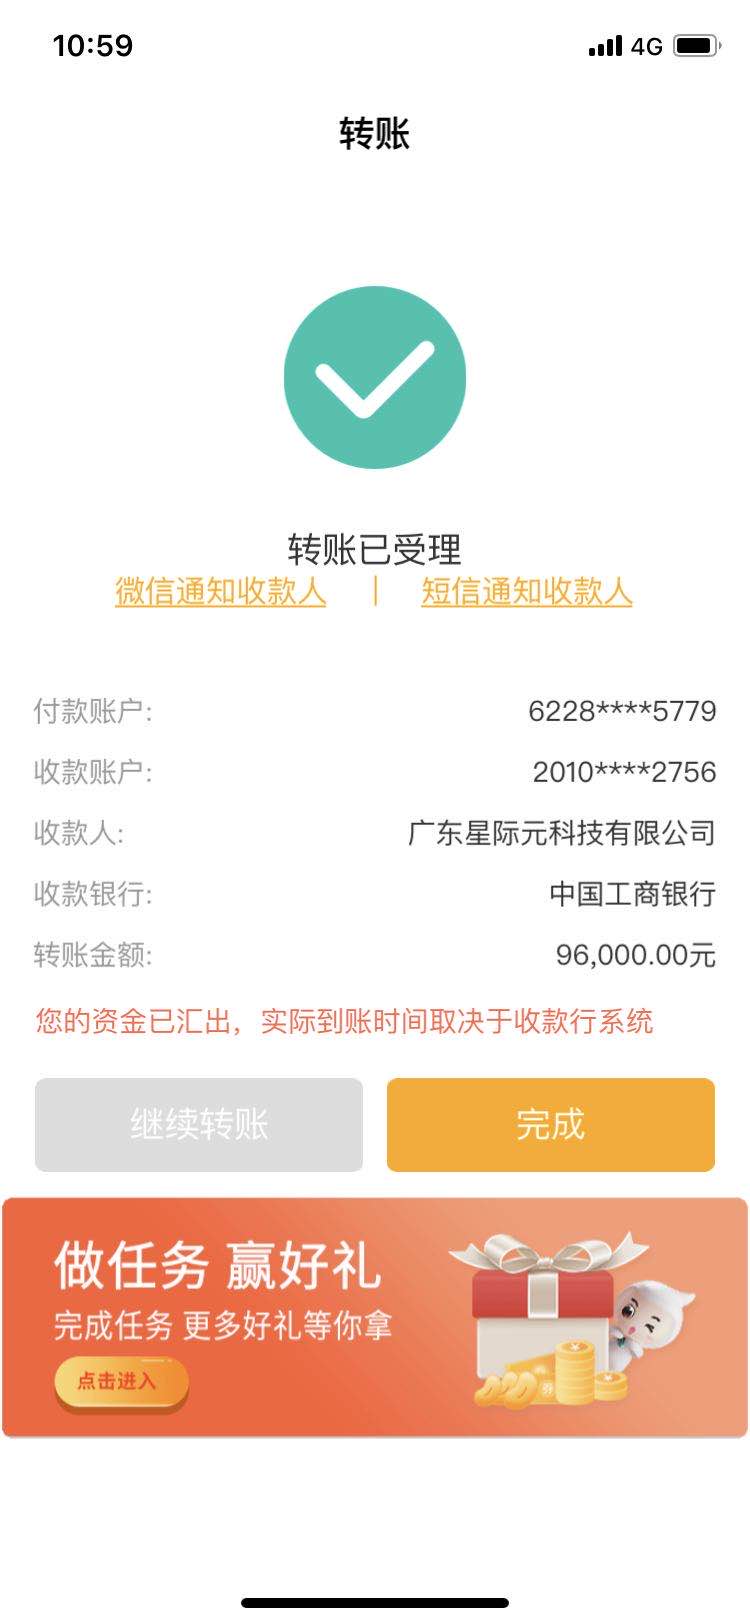 10:59
4G
转账
转账已受理
微信通知收款人 | 短信通知收款人
付款账户: 6228****5779
收款账户: 2010****2756
收款人: 广东星际元科技有限公司
收款银行: 中国工商银行
转账金额: 96,000.00元
您的资金已汇出，实际到账时间取决于收款行系统
继续转账 完成
做任务 赢好礼
完成任务 更多好礼等你拿
点击进入
券